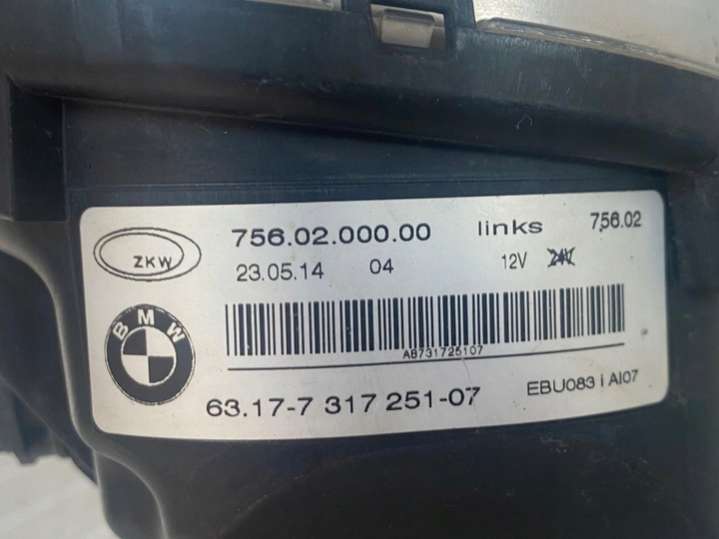 756.02.000.00 links 756.02
ZKW
23.05.14 04 12V 24V
BMW
AB731725107
63.17-7 317 251-07 EBU083 i AI07